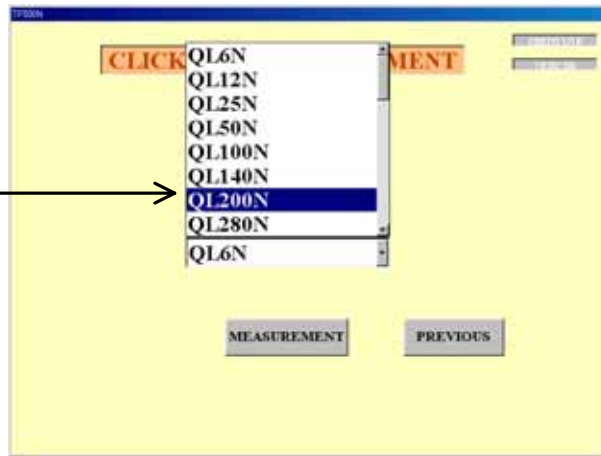 CLICK MENT
QL6N
QL12N
QL25N
QL50N
QL100N
QL140N
QL200N
QL280N
QL6N
MEASUREMENT PREVIOUS